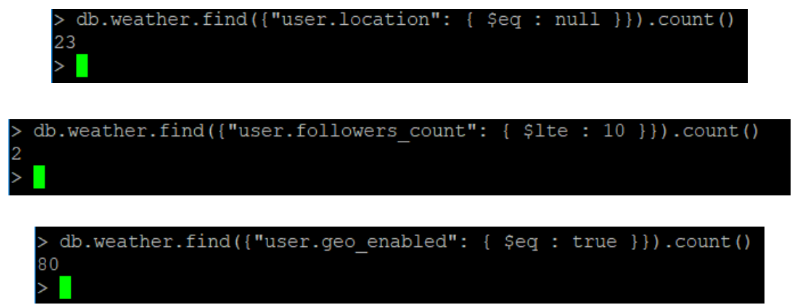 > db.weather.find({"user.location": { $eq : null }}).count()
23
>
> db.weather.find({"user.followers_count": { $lte : 10 }}).count()
2
>
> db.weather.find({"user.geo_enabled": { $eq : true }}).count()
80
>